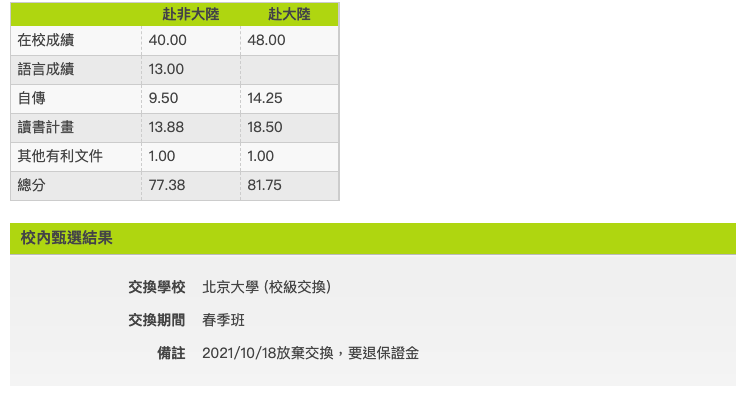 赴非大陸 赴大陸
在校成績 40.00 48.00
語言成績 13.00
自傳 9.50 14.25
讀書計畫 13.88 18.50
其他有利文件 1.00 1.00
總分 77.38 81.75
校內甄選結果
交換學校 北京大學 (校級交換)
交換期間 春季班
備註 2021/10/18放棄交換，要退保證金